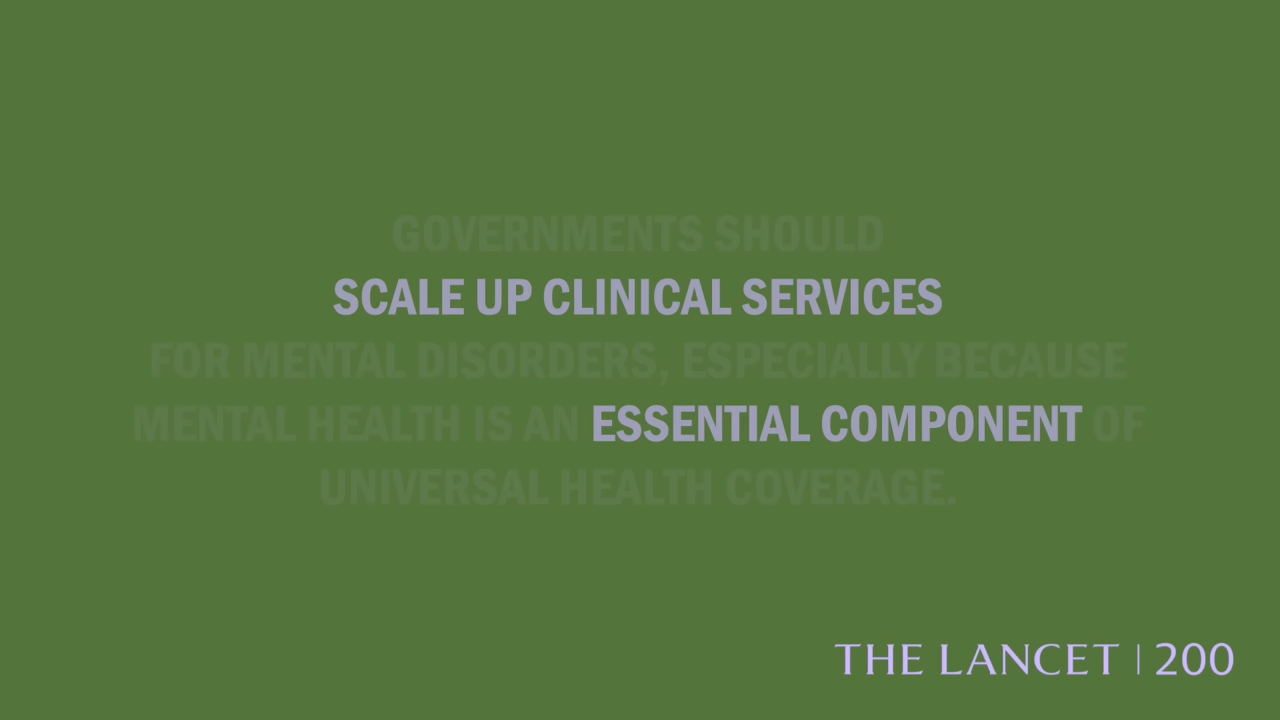 GOVERNMENTS SHOULD
SCALE UP CLINICAL SERVICES
FOR MENTAL DISORDERS, ESPECIALLY BECAUSE
MENTAL HEALTH IS AN ESSENTIAL COMPONENT OF
UNIVERSAL HEALTH COVERAGE.
THE LANCET | 200